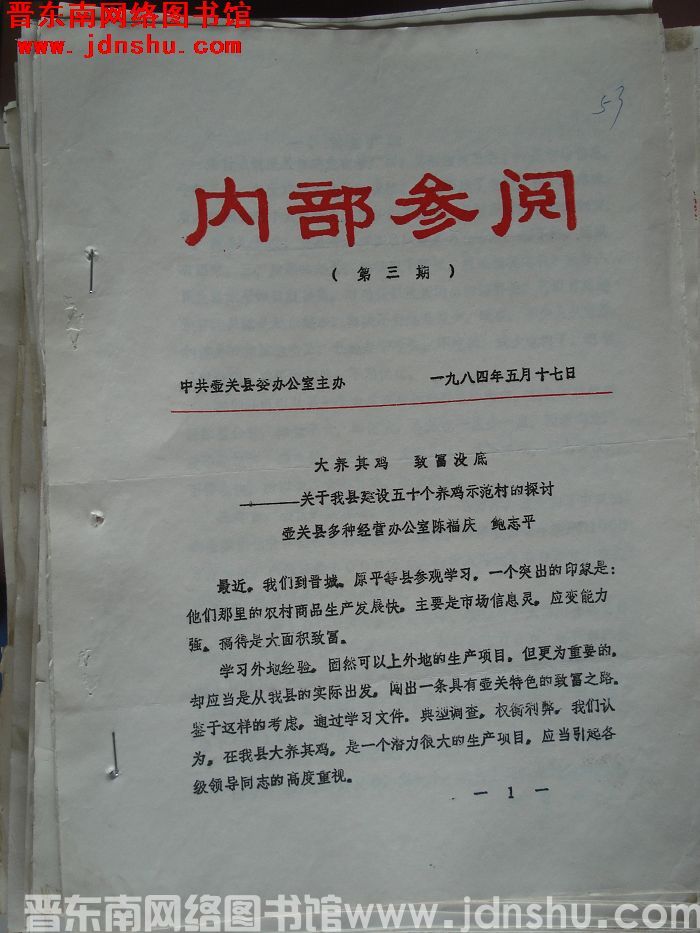 晋东南网络图书馆
www.jdnshu.com
53
内部参阅
(第三期)
中共壶关县委办公室主办 一九八四年五月十七日
大养其鸡 致富没底
————关于我县建设五十个养鸡示范村的探讨
壶关县多种经营办公室陈福庆 鲍志平
最近。我们到晋城。原平等县参观学习。一个突出的印象是:
他们那里的农村商品生产发展快。主要是市场信息灵。应变能力
强。搞得是大面积致富。
学习外地经验。固然可以上外地的生产项目。但更为重要的。
却应当是从我县的实际出发。闯出一条具有壶关特色的致富之路。
鉴于这样的考虑。通过学习文件。典型调查。权衡利弊。我们认
为。在我县大养其鸡。是一个潜力很大的生产项目。应当引起各
级领导同志的高度重视。
— 1 —
晋东南网络图书馆www.jdnshu.com